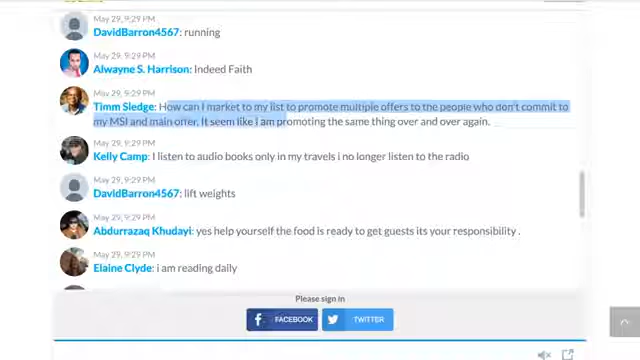 May 29, 9:29 PM
DavidBarron4567: running
May 29, 9:29 PM
Alwayne S. Harrison: Indeed Faith
May 29, 9:29 PM
Timm Sledge: How can I market to my list to promote multiple offers to the people who don't commit to
my MSI and main offer. It seem like i am promoting the same thing over and over again.
May 29, 9:29 PM
Kelly Camp: I listen to audio books only in my travels i no longer listen to the radio
May 29, 9:29 PM
DavidBarron4567: lift weights
May 29, 9:29 PM
Abdurrazaq Khudayi: yes help yourself the food is ready to get guests its your responsibility .
May 29, 9:29 PM
Elaine Clyde: i am reading daily
Please sign in
FACEBOOK
TWITTER